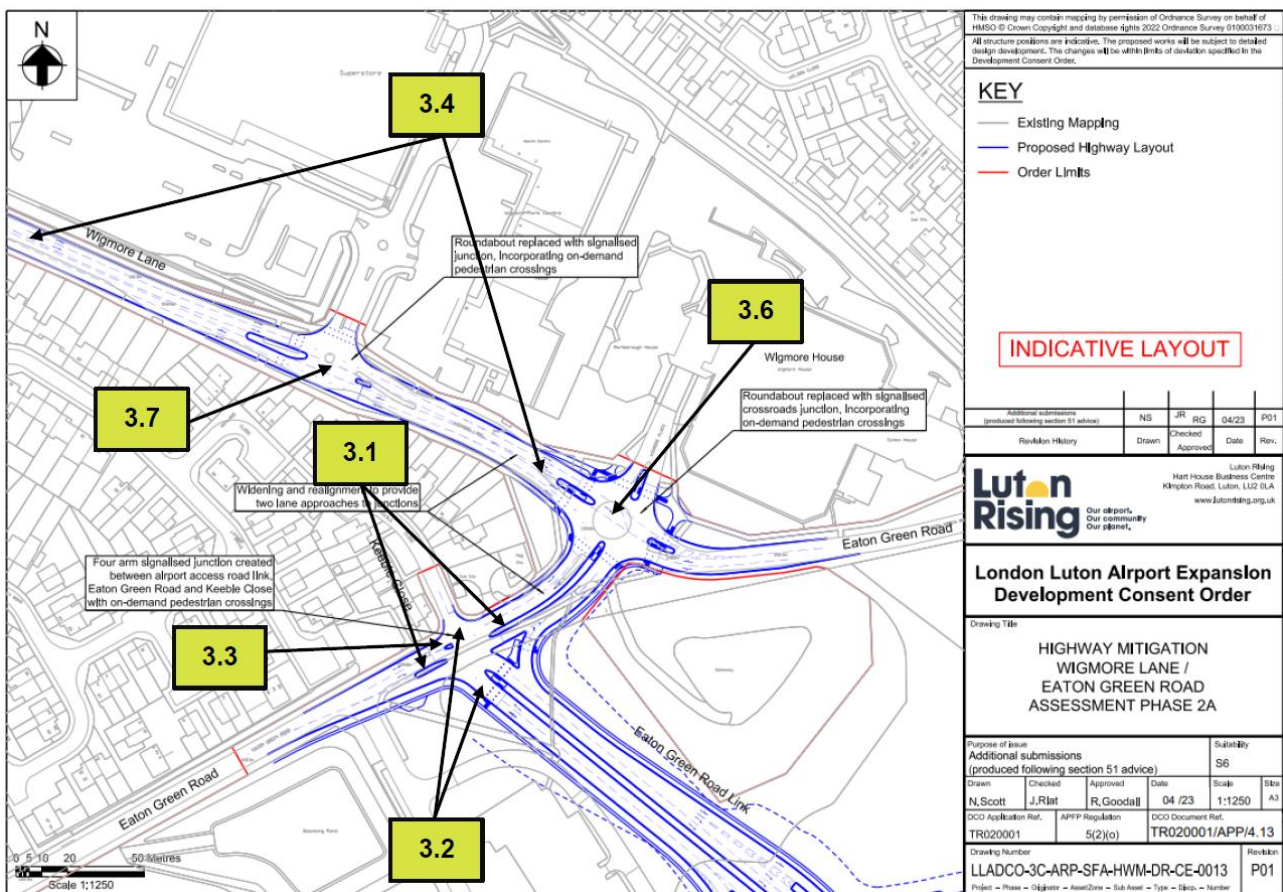 N
Superstore
3.4
Wigmore Lane
Roundabout replaced with signalised
junction, incorporating on-demand
pedestrian crossings
3.6
Wigmore House
3.7
Roundabout replaced with signalised
crossroads junction, incorporating
on-demand pedestrian crossings
3.1
Widening and realignment to provide
two lane approaches to junctions
Eaton Green Road
Keeble Close
Four arm signalised junction created
between airport access road link,
Eaton Green Road and Keeble Close
with on-demand pedestrian crossings
3.3
Eaton Green Road
Eaton Green Road Link
Balancing Pond
3.2
0 5 10 20 50 Metres
Scale 1:1250
This drawing may contain mapping by permission of Ordnance Survey on behalf of
HMSO © Crown Copyright and database rights 2022 Ordnance Survey 0100031673
All structure positions are indicative. The proposed works will be subject to detailed
design development. The changes will be within limits of deviation specified in the
Development Consent Order.
KEY
Existing Mapping
Proposed Highway Layout
Order Limits
INDICATIVE LAYOUT
Additional submissions
(produced following section 51 advice)
NS
JR
RG
04/23
P01
Revision History
Drawn
Checked
Approved
Date
Rev.
Luton
Rising
Our airport.
Our community
Our planet.
Luton Rising
Hart House Business Centre
Kimpton Road, Luton, LU2 0LA
www.lutonrising.org.uk
London Luton Airport Expansion
Development Consent Order
Drawing Title
HIGHWAY MITIGATION
WIGMORE LANE /
EATON GREEN ROAD
ASSESSMENT PHASE 2A
Purpose of issue
Additional submissions
(produced following section 51 advice)
Suitability
S6
Drawn
N.Scott
Checked
J.Riat
Approved
R.Goodall
Date
04 /23
Scale
1:1250
Size
A3
DCO Application Ref.
TR020001
APFP Regulation
5(2)(o)
DCO Document Ref.
TR020001/APP/4.13
Drawing Number
LLADCO-3C-ARP-SFA-HWM-DR-CE-0013
Revision
P01
Project – Phase – Originator – Asset/Zone – Sub Asset – Type – Discp. – Number